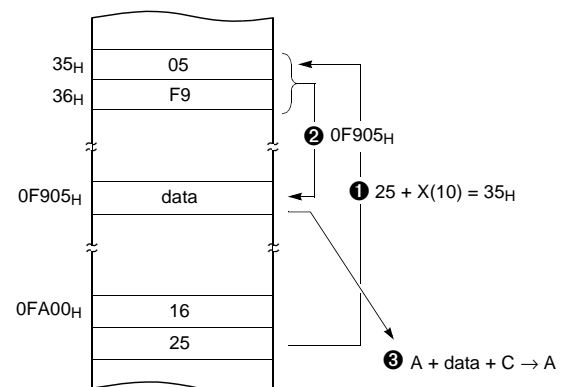 35H 05
36H F9
❷ 0F905H
0F905H data ❶ 25 + X(10) = 35H
0FA00H 16
25
❸ A + data + C → A